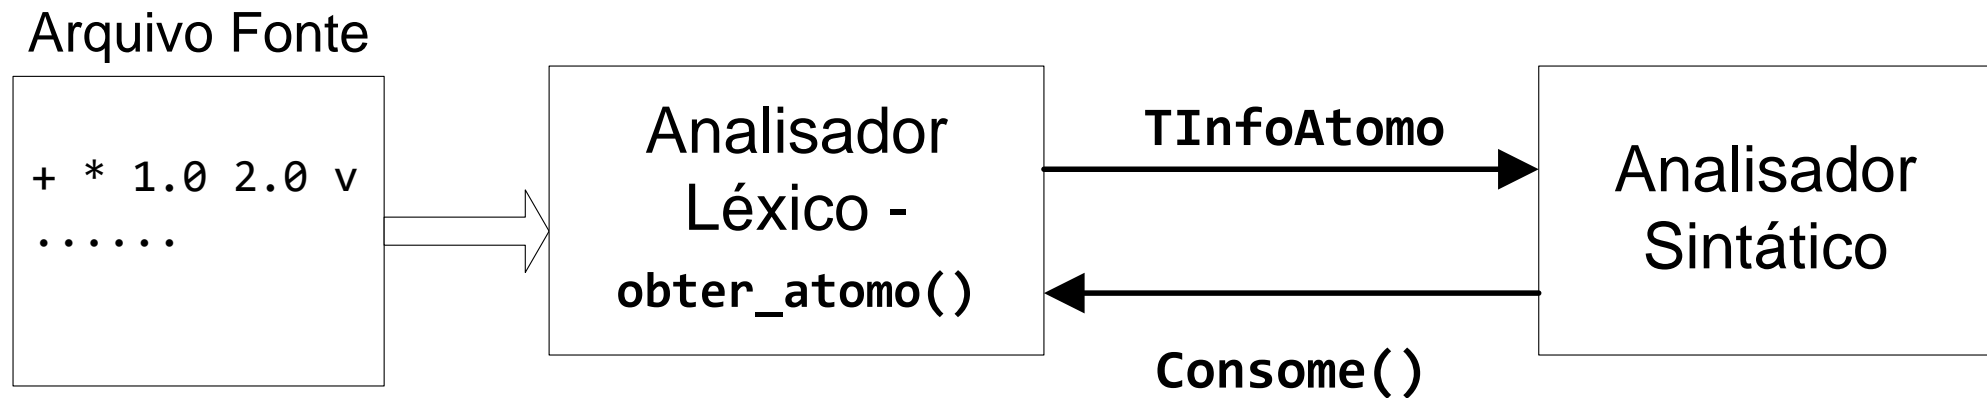 Arquivo Fonte
+ * 1.0 2.0 v
......
Analisador
Léxico -
obter_atomo()
TInfoAtomo
Consome()
Analisador
Sintático